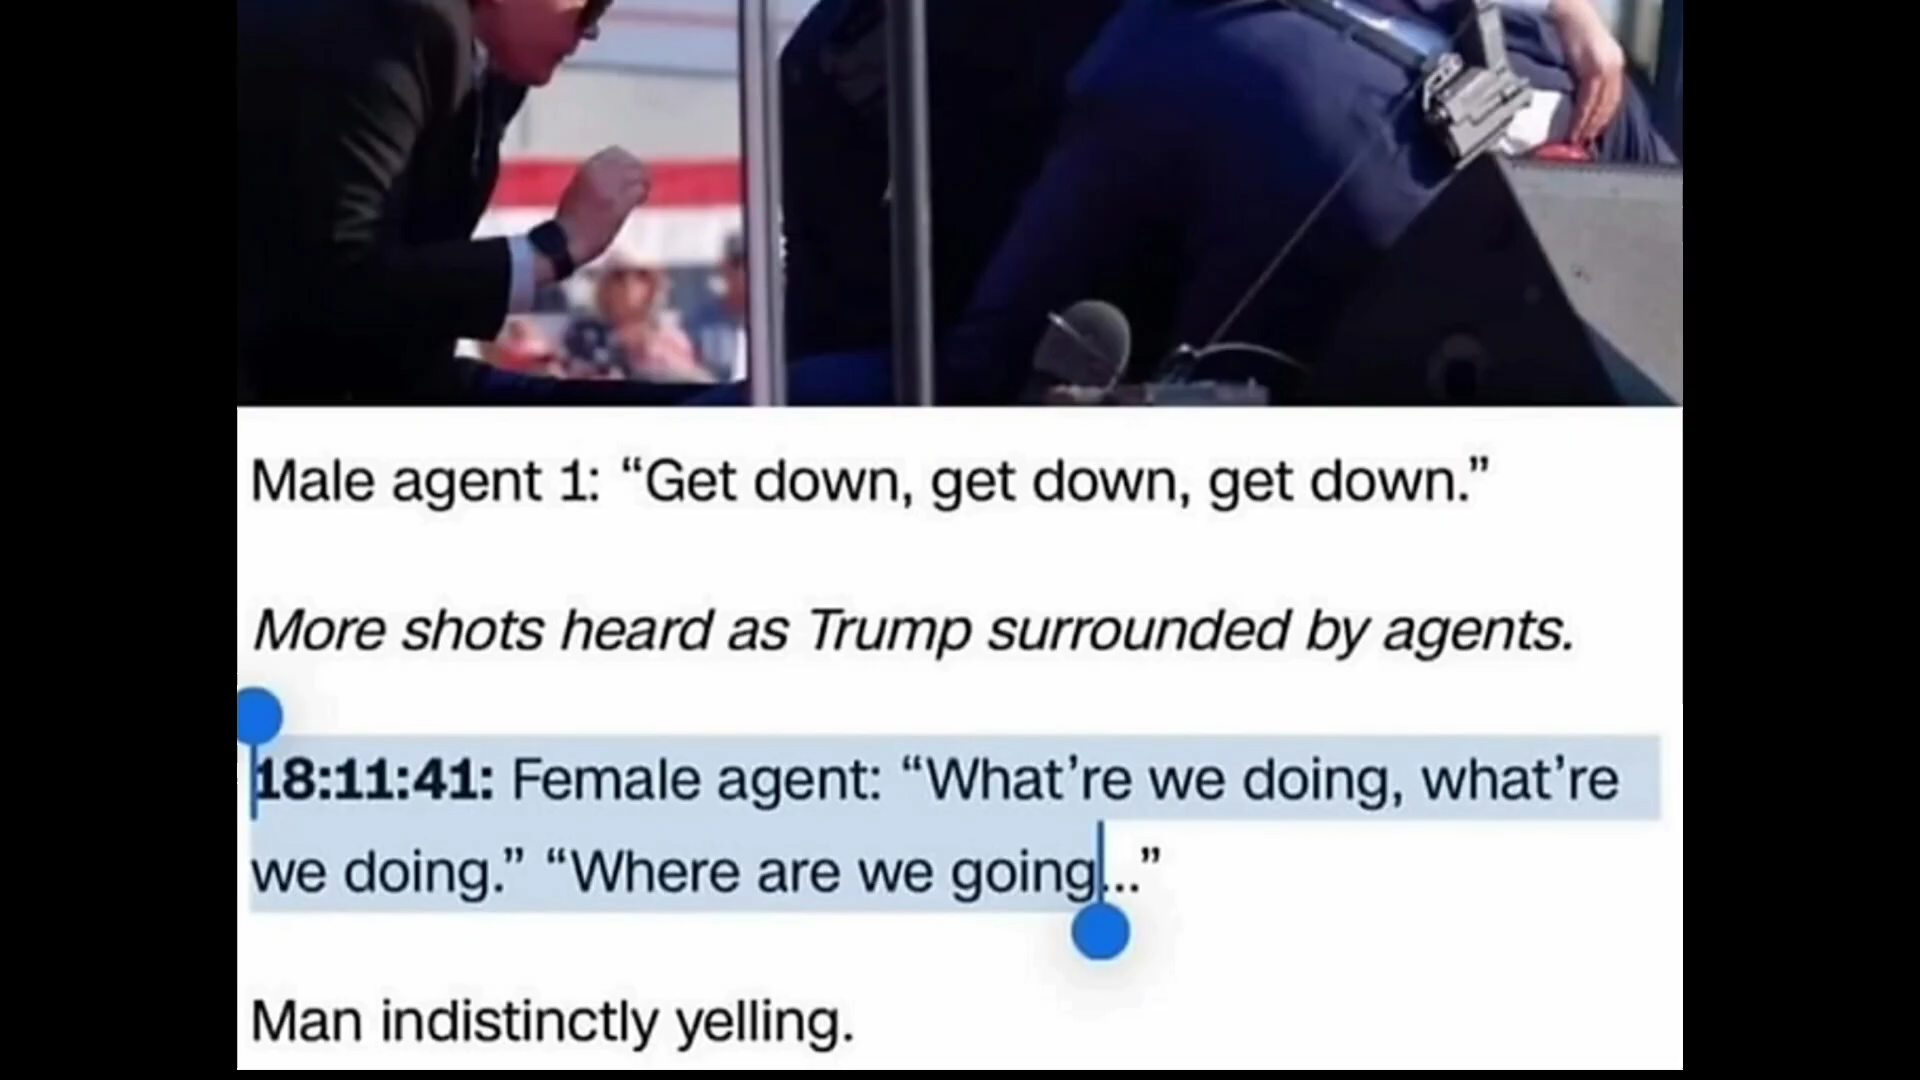 Male agent 1: “Get down, get down, get down.”
More shots heard as Trump surrounded by agents.
18:11:41: Female agent: “What’re we doing, what’re
we doing.” “Where are we going...”
Man indistinctly yelling.